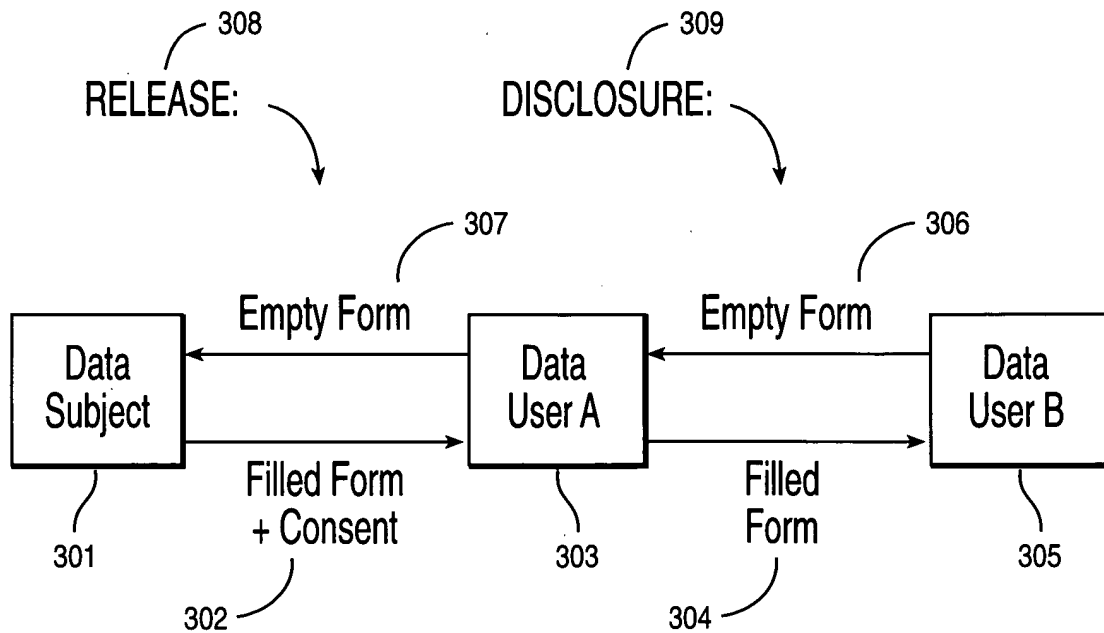 308
309
RELEASE:
DISCLOSURE:
307
306
Empty Form
Empty Form
Data
Subject
Data
User A
Data
User B
Filled Form
+ Consent
Filled
Form
301
303
305
302
304